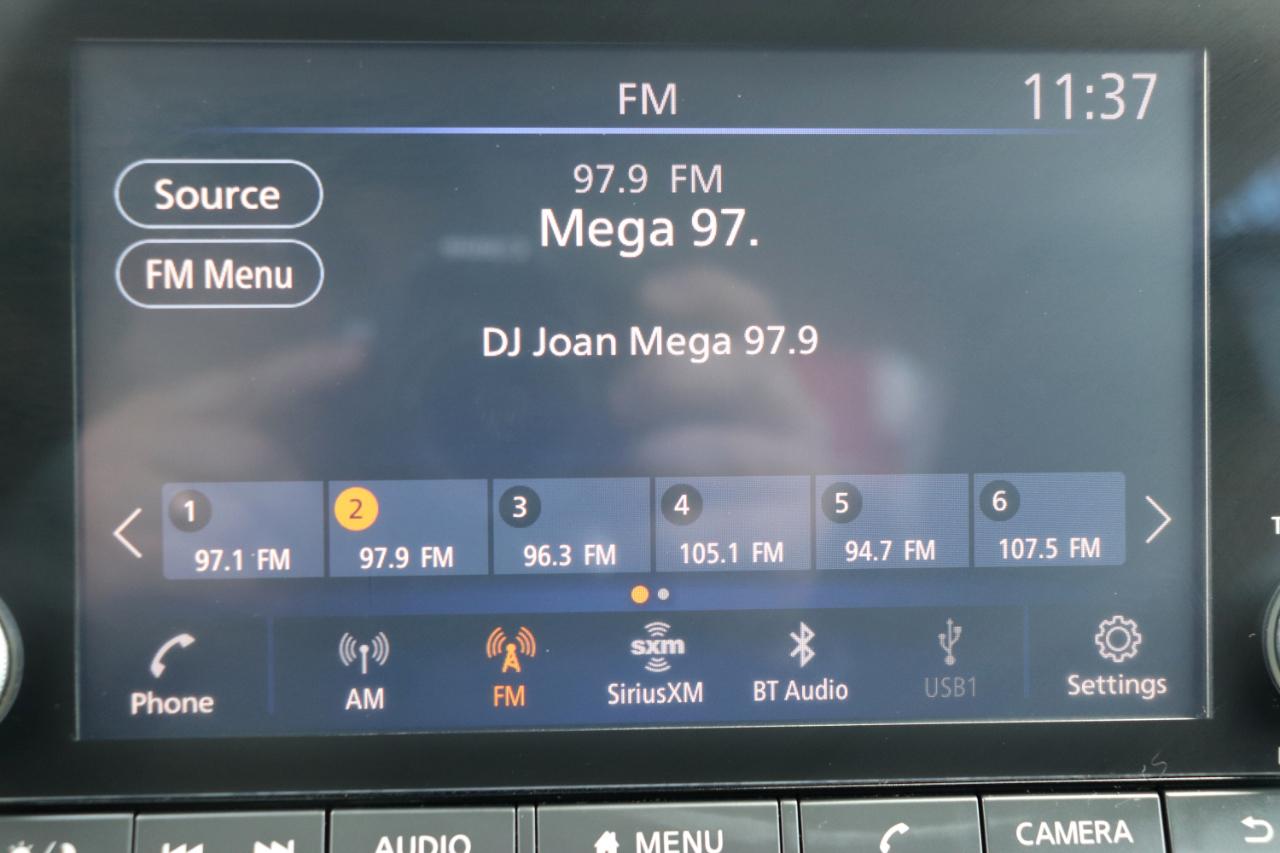 FM
11:37
Source
97.9 FM
Mega 97.
FM Menu
DJ Joan Mega 97.9
1
2
3
4
5
6
97.1 FM
97.9 FM
96.3 FM
105.1 FM
94.7 FM
107.5 FM
sxm
Phone
AM
FM
SiriusXM
BT Audio
USB1
Settings
AUDIO
MENU
CAMERA